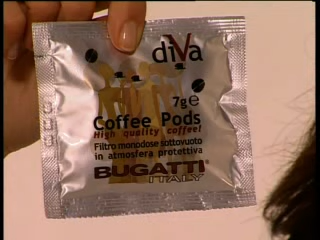 diVa
7g e
Coffee Pods
High quality coffee!
Filtro monodose sottovuoto
in atmosfera protettiva
BUGATTI
ITALY